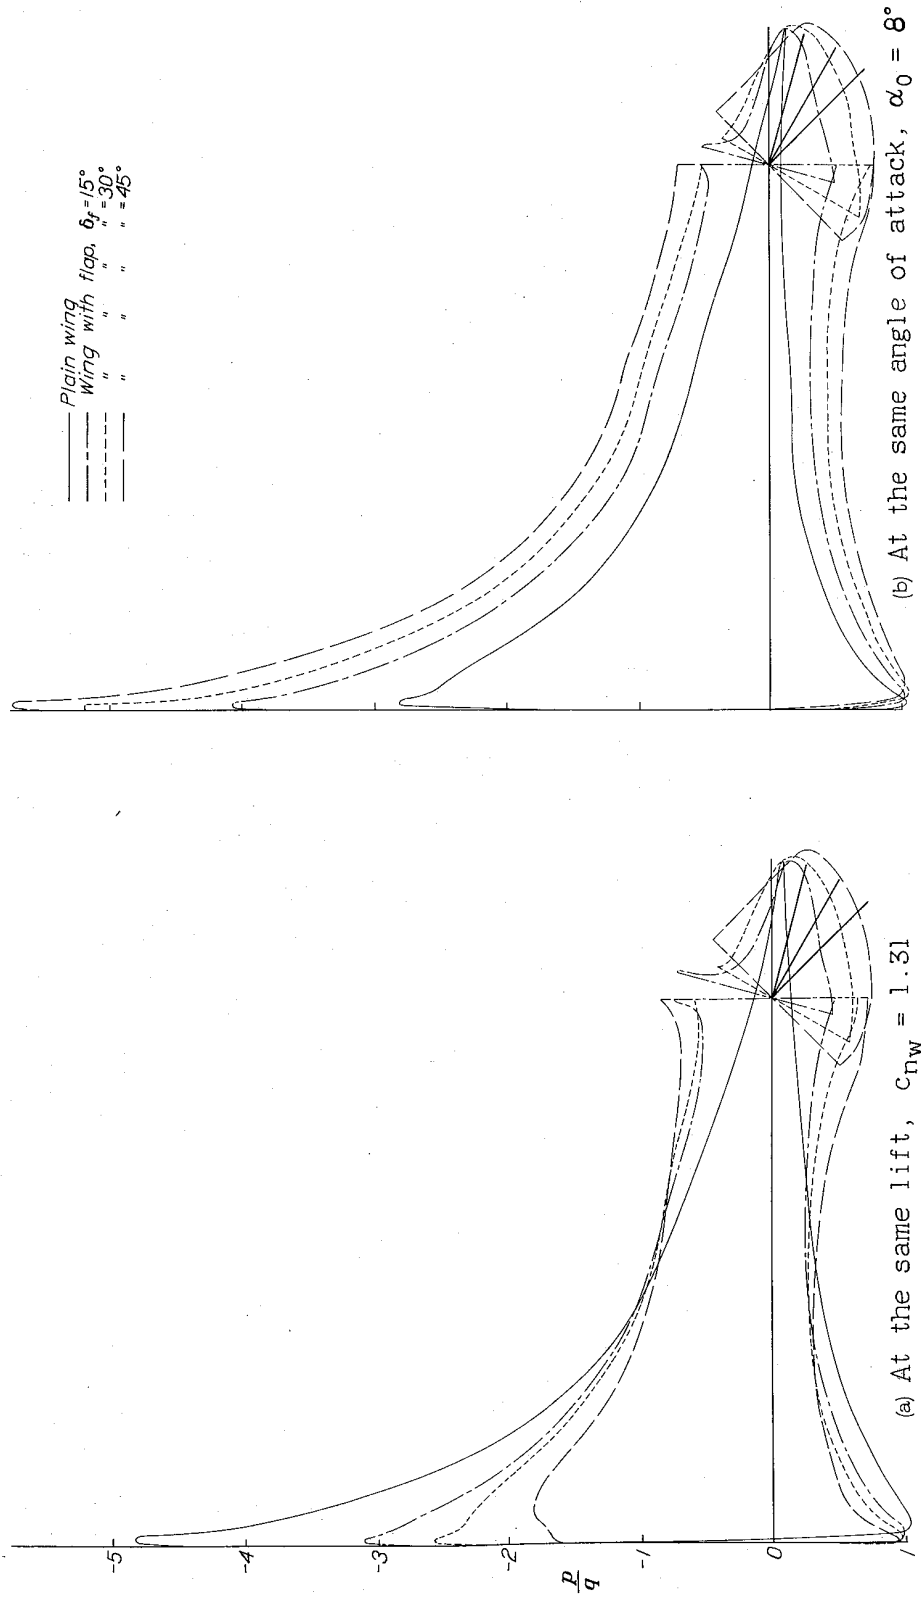 Plain wing
Wing with flap, δf = 15°
" " " " = 30°
" " " " = 45°
-5
-4
-3
-2
-1
0
1
p/q
(a) At the same lift, cnw = 1.31
(b) At the same angle of attack, α0 = 8°